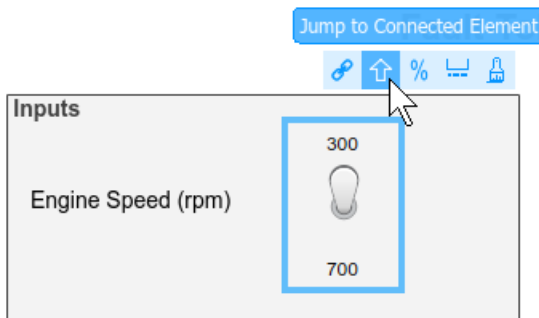 Jump to Connected Element
%
Inputs
300
Engine Speed (rpm)
700